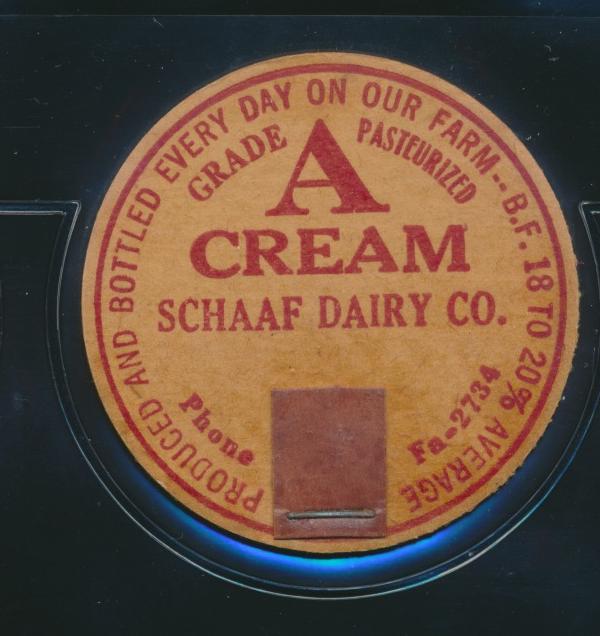 PRODUCED AND BOTTLED EVERY DAY ON OUR FARM-- B.F. 18 TO 20% AVERAGE
GRADE A PASTEURIZED
CREAM
SCHAAF DAIRY CO.
Phone Fa-2734